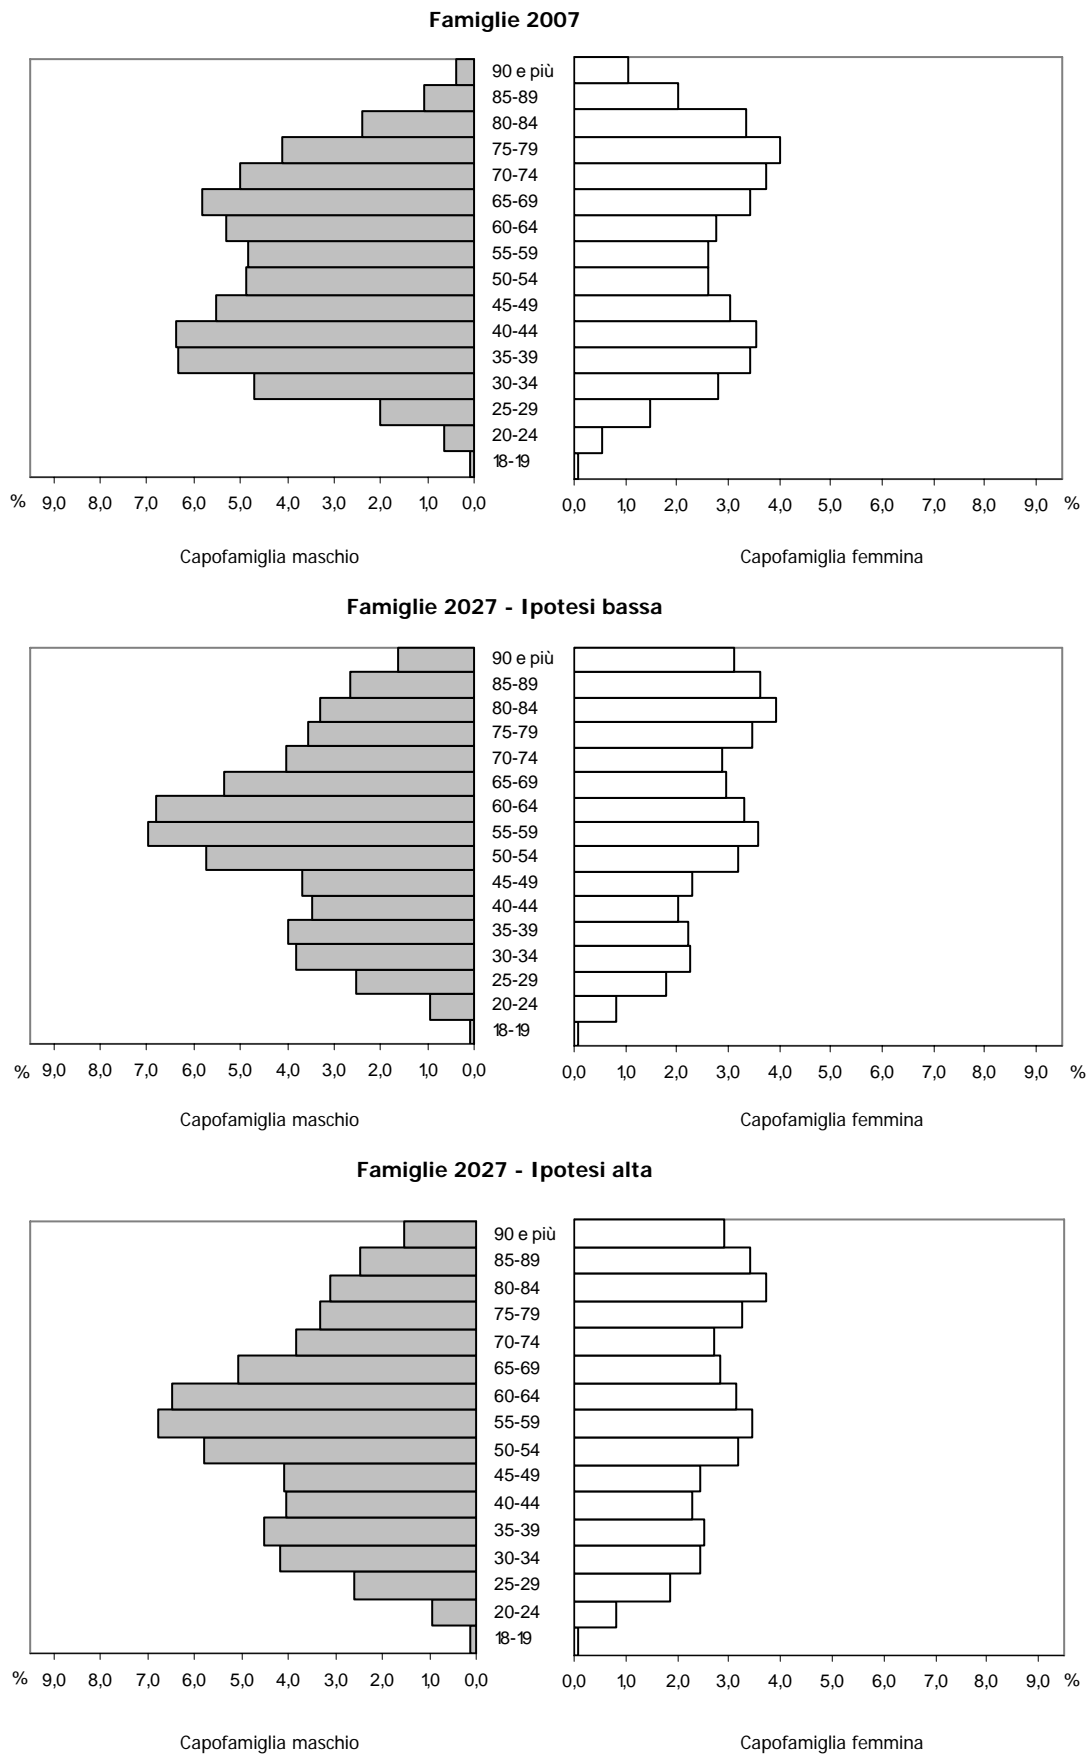 Famiglie 2007
90 e più
85-89
80-84
75-79
70-74
65-69
60-64
55-59
50-54
45-49
40-44
35-39
30-34
25-29
20-24
18-19
% 9,0 8,0 7,0 6,0 5,0 4,0 3,0 2,0 1,0 0,0
0,0 1,0 2,0 3,0 4,0 5,0 6,0 7,0 8,0 9,0 %
Capofamiglia maschio
Capofamiglia femmina
Famiglie 2027 - Ipotesi bassa
90 e più
85-89
80-84
75-79
70-74
65-69
60-64
55-59
50-54
45-49
40-44
35-39
30-34
25-29
20-24
18-19
% 9,0 8,0 7,0 6,0 5,0 4,0 3,0 2,0 1,0 0,0
0,0 1,0 2,0 3,0 4,0 5,0 6,0 7,0 8,0 9,0 %
Capofamiglia maschio
Capofamiglia femmina
Famiglie 2027 - Ipotesi alta
90 e più
85-89
80-84
75-79
70-74
65-69
60-64
55-59
50-54
45-49
40-44
35-39
30-34
25-29
20-24
18-19
% 9,0 8,0 7,0 6,0 5,0 4,0 3,0 2,0 1,0 0,0
0,0 1,0 2,0 3,0 4,0 5,0 6,0 7,0 8,0 9,0 %
Capofamiglia maschio
Capofamiglia femmina